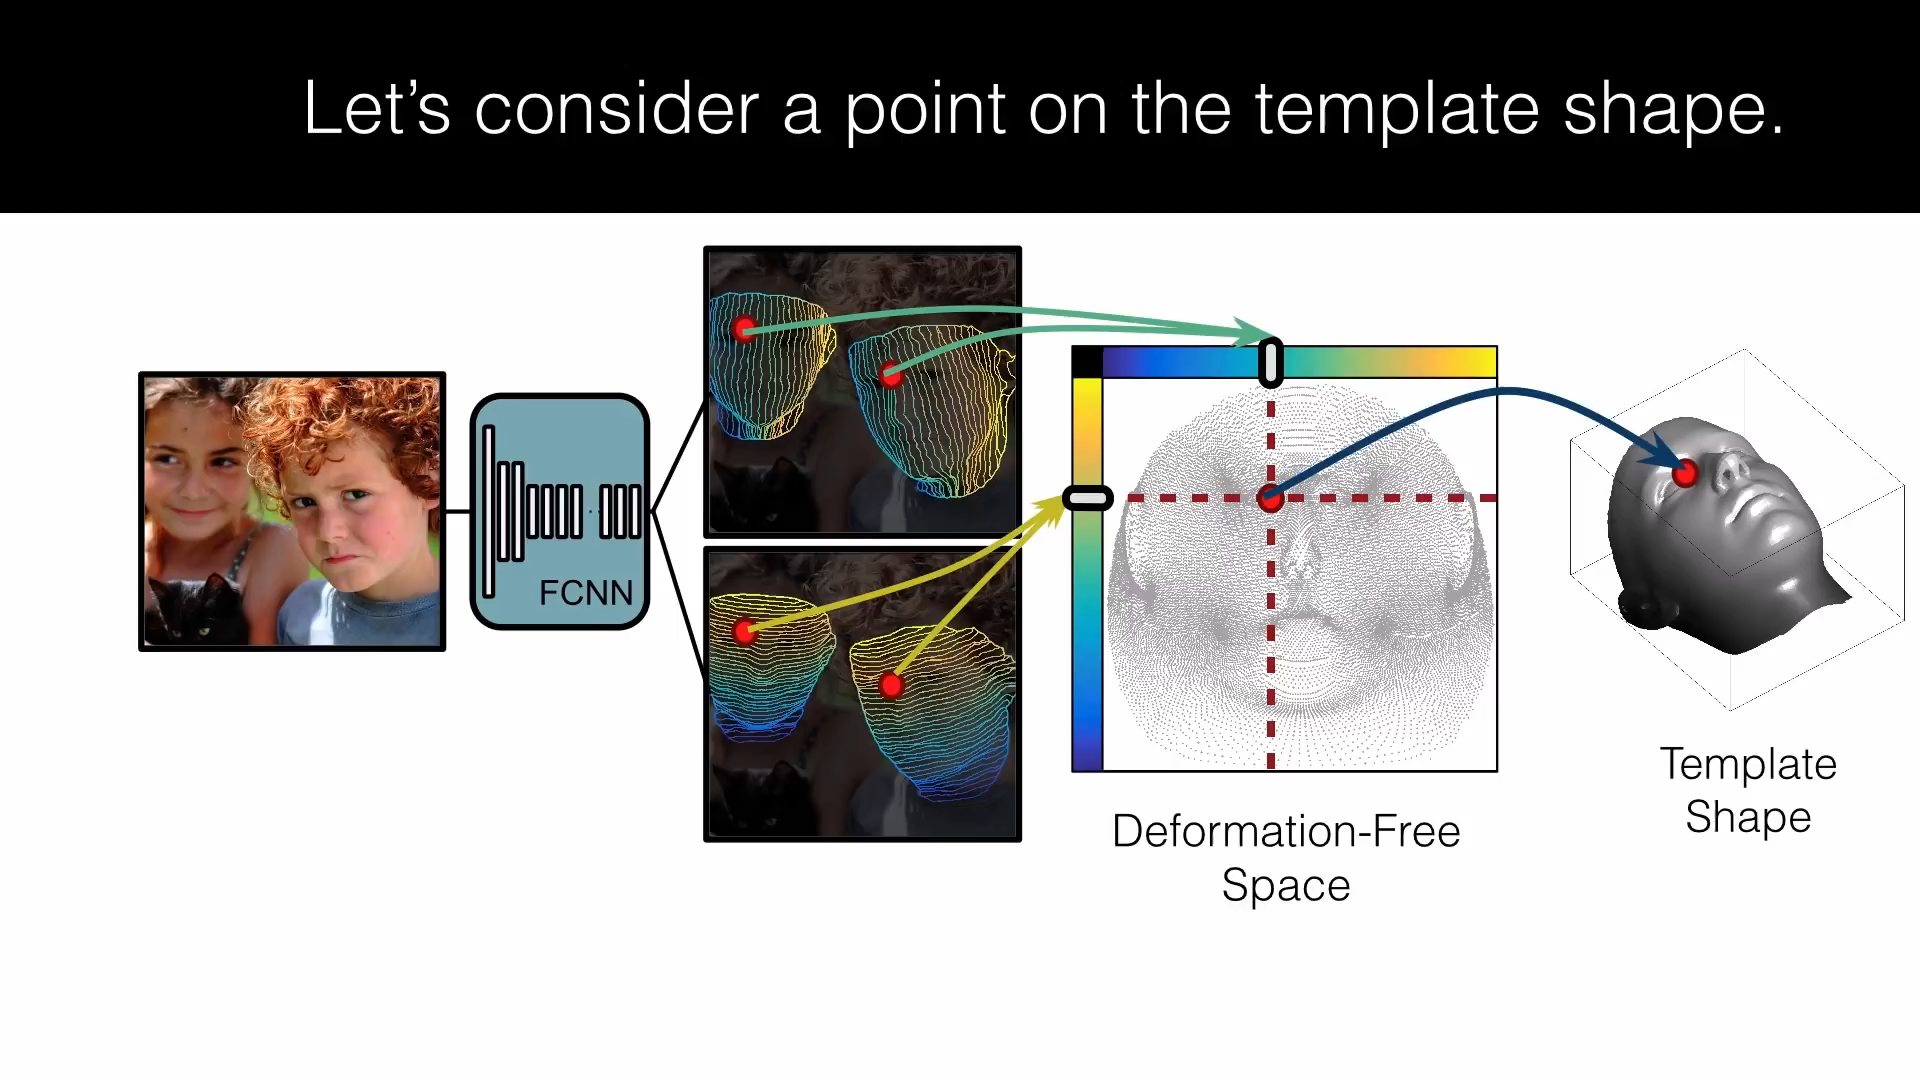 Let’s consider a point on the template shape.
FCNN
Deformation-Free
Space
Template
Shape